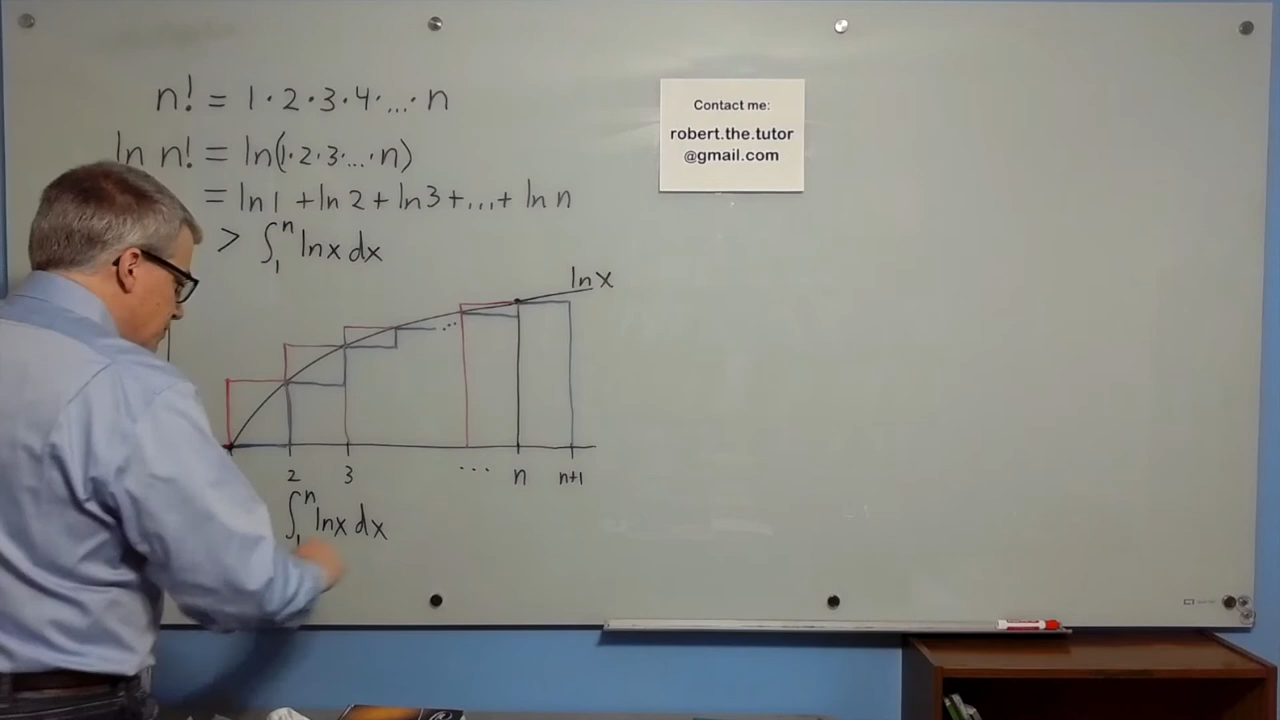 n! = 1·2·3·4·...·n
ln n! = ln(1·2·3·...·n)
= ln 1 + ln 2 + ln 3 + ... + ln n
> ∫₁ⁿ ln x dx
ln x
...
2 3 ... n n+1
∫₁ⁿ ln x dx
Contact me:
robert.the.tutor
@gmail.com